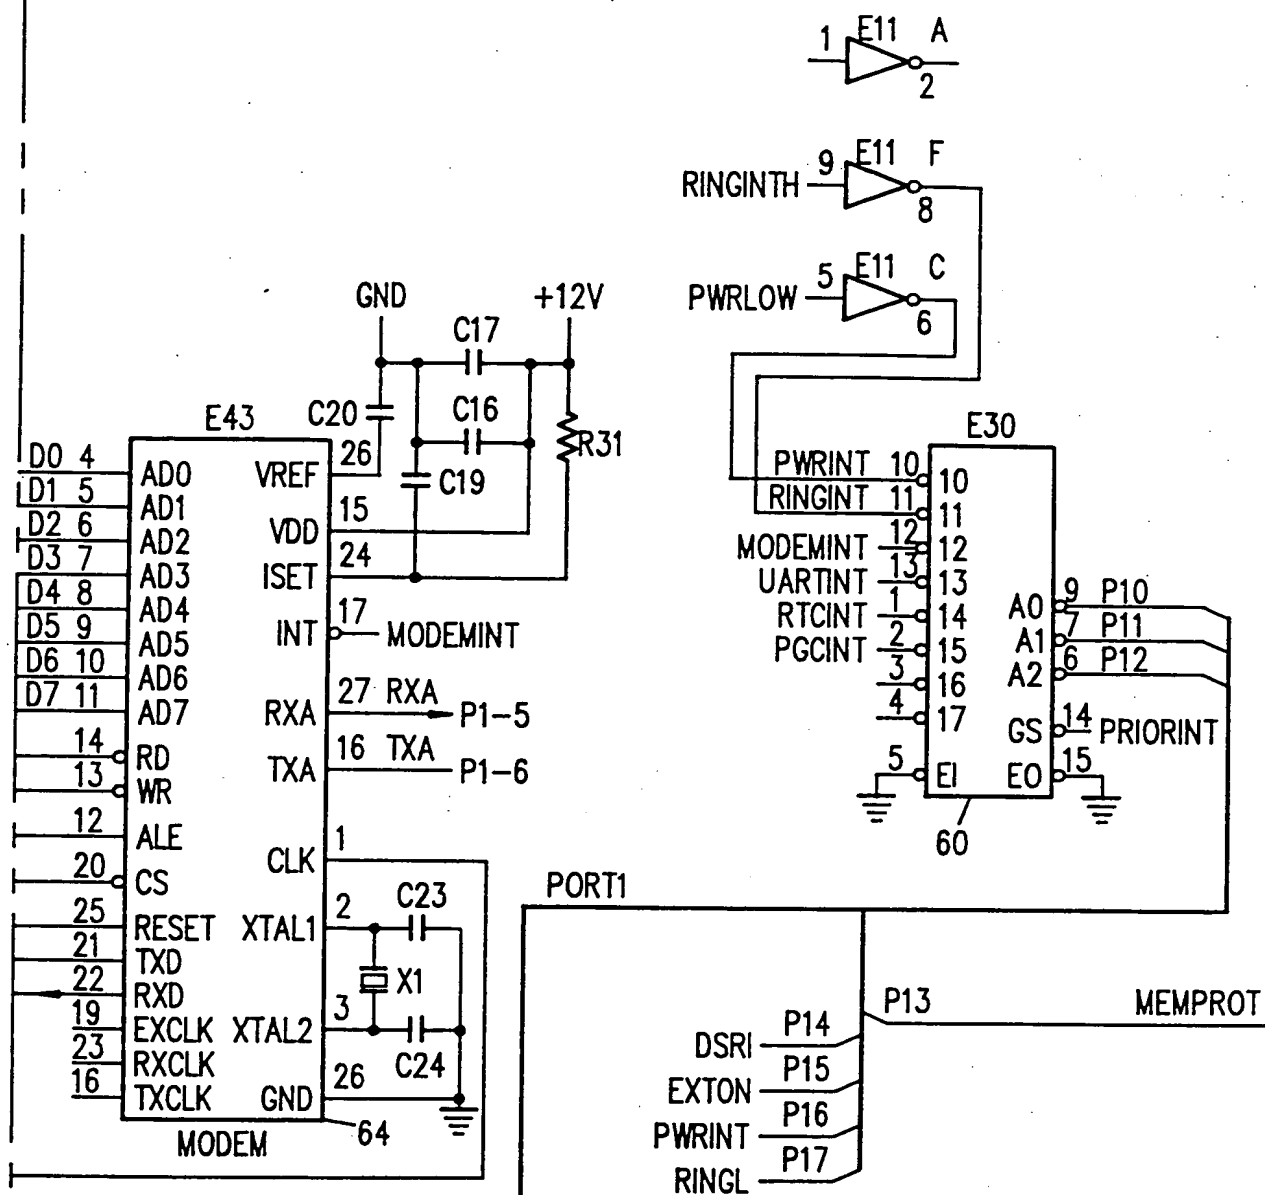 1 E11 A
2
RINGINTH 9 E11 F
8
PWRLOW 5 E11 C
6
GND +12V
C17
C20 C16 R31
C19
E43
D0 4 AD0 VREF 26
D1 5 AD1
D2 6 AD2 VDD 15
D3 7 AD3 ISET 24
D4 8 AD4
D5 9 AD5 INT 17 MODEMINT
D6 10 AD6
D7 11 AD7 RXA 27 RXA P1-5
14 RD TXA 16 TXA P1-6
13 WR
12 ALE CLK 1
20 CS
25 RESET XTAL1 2 C23
21 TXD
22 RXD X1
19 EXCLK XTAL2 3 C24
23 RXCLK
16 TXCLK GND 26
MODEM 64
E30
PWRINT 10 10
RINGINT 11 11
MODEMINT 12 12
UARTINT 13 13
RTCINT 1 14 A0 9 P10
PGCINT 2 15 A1 7 P11
3 16 A2 6 P12
4 17 GS 14 PRIORINT
5 EI EO 15
60
PORT1
P13 MEMPROT
DSRI P14
EXTON P15
PWRINT P16
RINGL P17